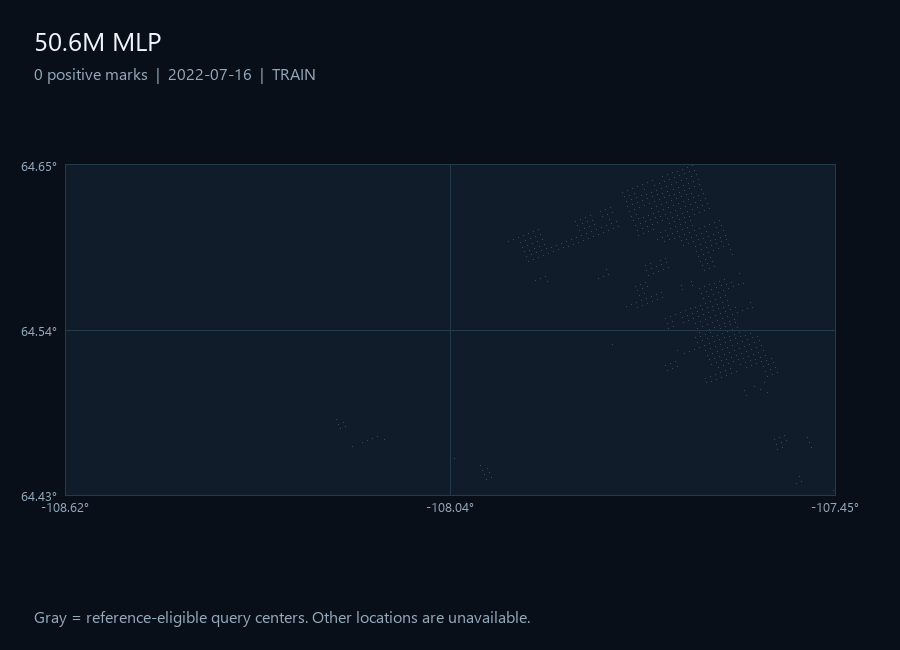 50.6M MLP
0 positive marks | 2022-07-16 | TRAIN
64.65°
64.54°
64.43°
-108.62°
-108.04°
-107.45°
Gray = reference-eligible query centers. Other locations are unavailable.